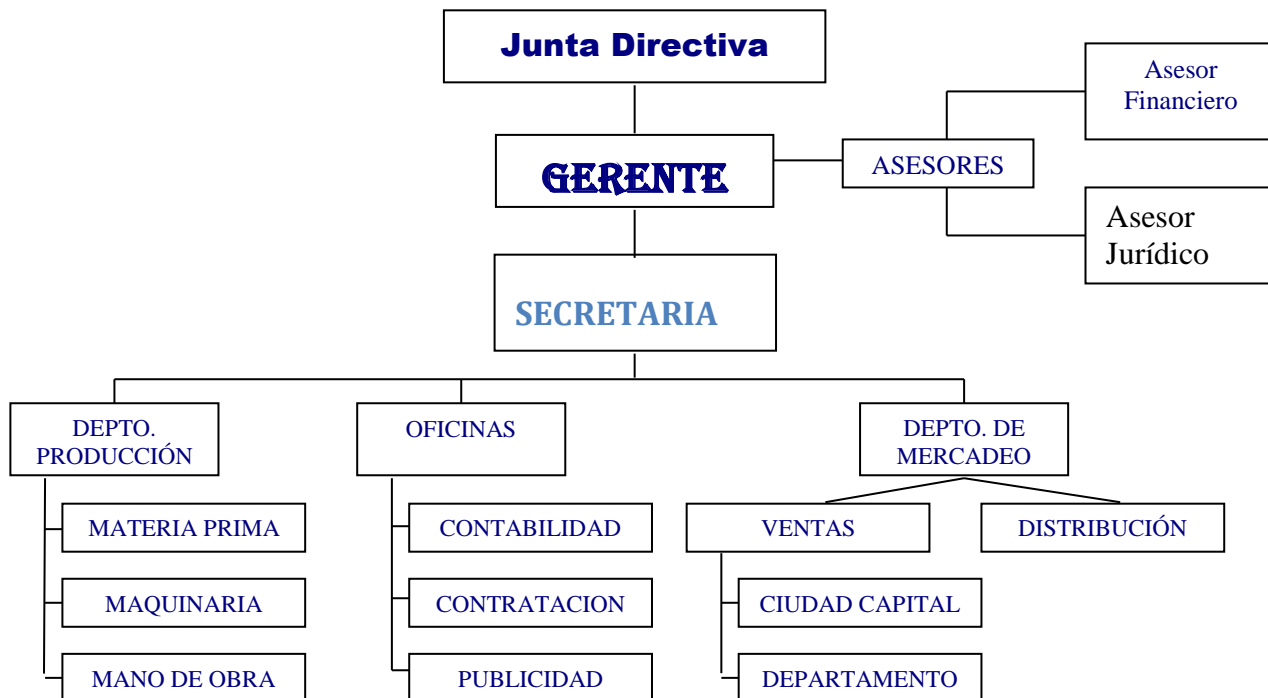 Junta Directiva
Asesor
Financiero
GERENTE
ASESORES
Asesor
Jurídico
SECRETARIA
DEPTO.
PRODUCCIÓN
OFICINAS
DEPTO. DE
MERCADEO
MATERIA PRIMA
CONTABILIDAD
VENTAS
DISTRIBUCIÓN
MAQUINARIA
CONTRATACION
CIUDAD CAPITAL
MANO DE OBRA
PUBLICIDAD
DEPARTAMENTO